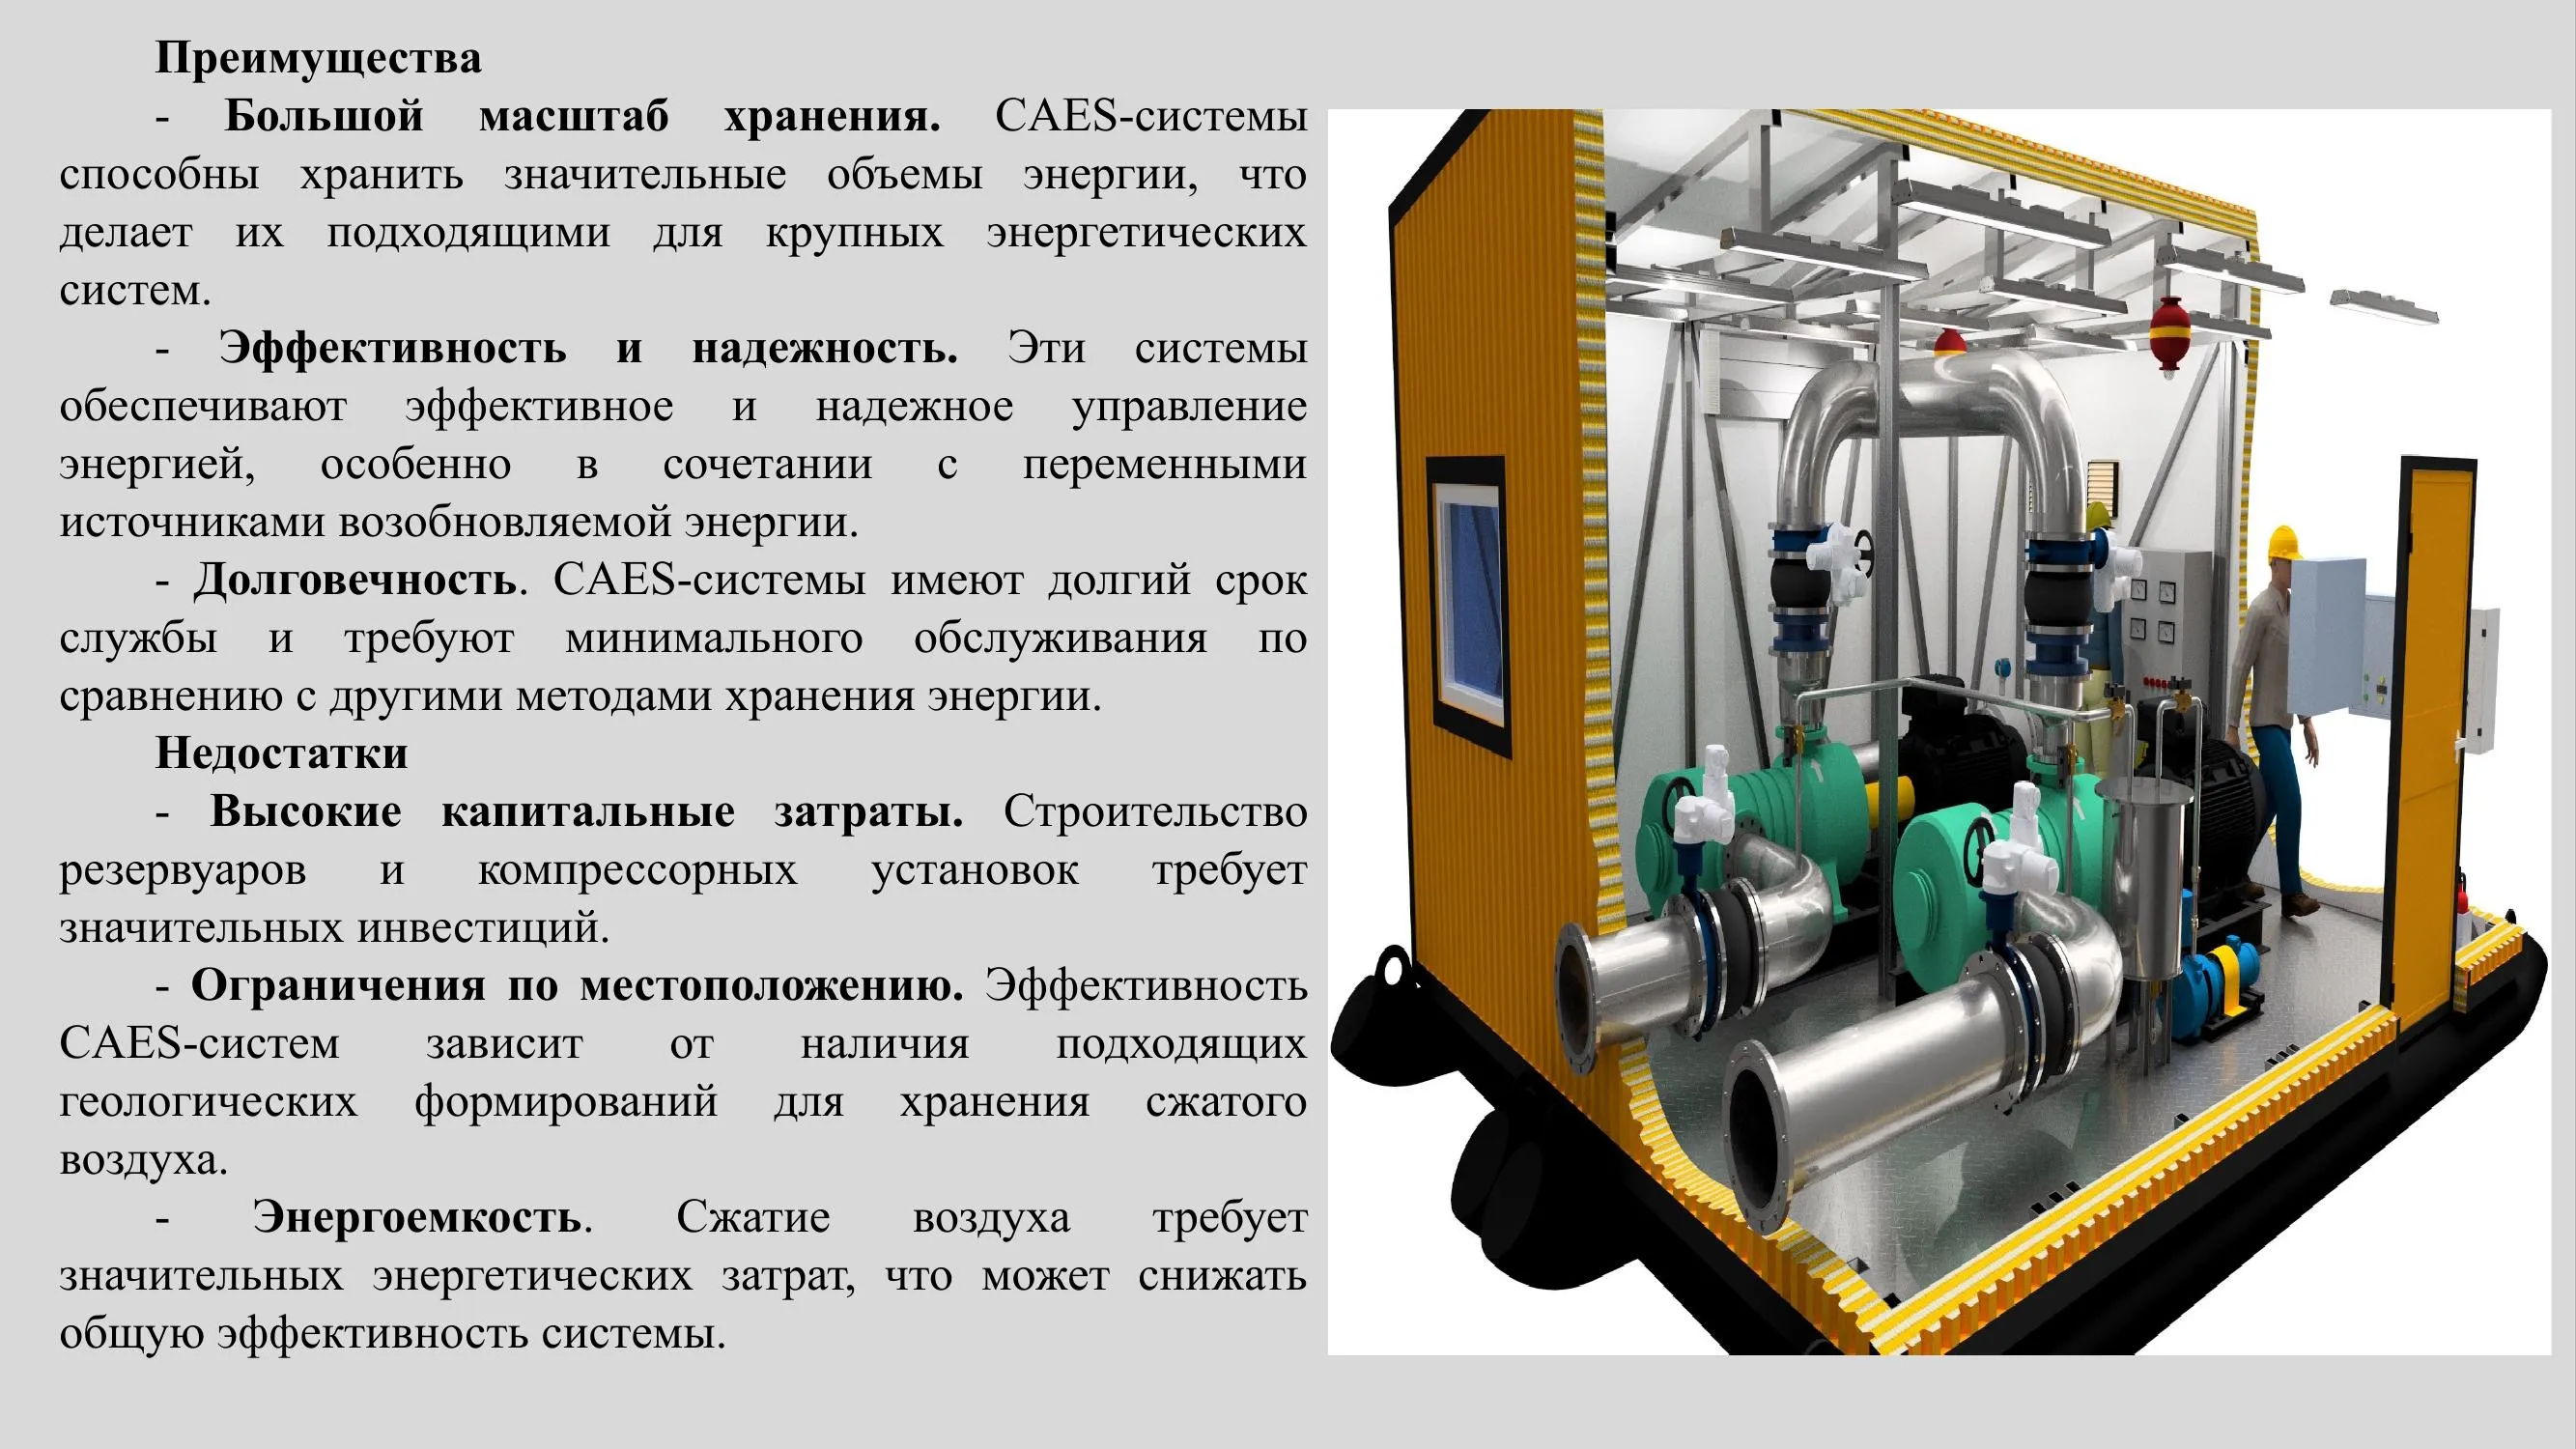 Преимущества
- Большой масштаб хранения. CAES-системы
способны хранить значительные объемы энергии, что
делает их подходящими для крупных энергетических
систем.
- Эффективность и надежность. Эти системы
обеспечивают эффективное и надежное управление
энергией, особенно в сочетании с переменными
источниками возобновляемой энергии.
- Долговечность. CAES-системы имеют долгий срок
службы и требуют минимального обслуживания по
сравнению с другими методами хранения энергии.
Недостатки
- Высокие капитальные затраты. Строительство
резервуаров и компрессорных установок требует
значительных инвестиций.
- Ограничения по местоположению. Эффективность
CAES-систем зависит от наличия подходящих
геологических формирований для хранения сжатого
воздуха.
- Энергоемкость. Сжатие воздуха требует
значительных энергетических затрат, что может снижать
общую эффективность системы.